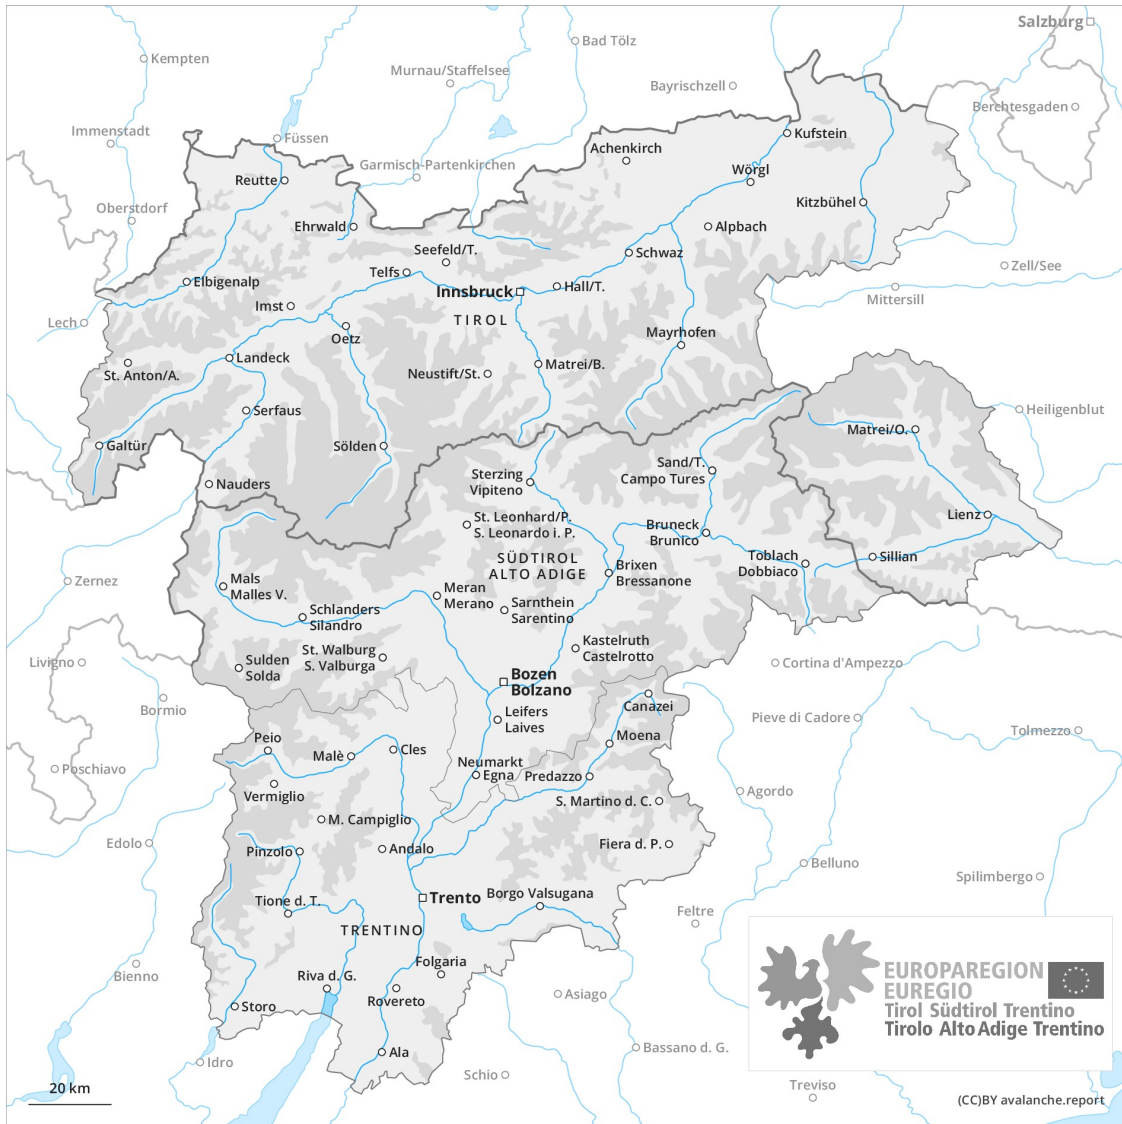 Salzburg
Bad Tölz
Kempten
Murnau/Staffelsee
Bayrischzell
Berchtesgaden
Immenstadt
Füssen
Kufstein
Achenkirch
Garmisch-Partenkirchen
Wörgl
Reutte
Kitzbühel
Oberstdorf
Ehrwald
Alpbach
Seefeld/T.
Schwaz
Zell/See
Telfs
Elbigenalp
Hall/T.
Innsbruck
Mittersill
Imst
TIROL
Lech
Oetz
Mayrhofen
Landeck
Matrei/B.
St. Anton/A.
Neustift/St.
Serfaus
Heiligenblut
Matrei/O.
Galtür
Sölden
Sand/T.
Campo Tures
Sterzing
Vipiteno
Nauders
St. Leonhard/P.
S. Leonardo i. P.
Lienz
Bruneck
Brunico
SÜDTIROL
ALTO ADIGE
Toblach
Dobbiaco
Sillian
Brixen
Bressanone
Zernez
Mals
Malles V.
Meran
Merano
Sarnthein
Sarentino
Schlanders
Silandro
Kastelruth
Castelrotto
St. Walburg
S. Valburga
Livigno
Sulden
Solda
Cortina d'Ampezzo
Bozen
Bolzano
Bormio
Canazei
Leifers
Laives
Pieve di Cadore
Tolmezzo
Moena
Peio
Cles
Malè
Neumarkt
Egna
Predazzo
Poschiavo
Vermiglio
Agordo
S. Martino d. C.
M. Campiglio
Edolo
Fiera d. P.
Pinzolo
Andalo
Belluno
Spilimbergo
Borgo Valsugana
Tione d. T.
Trento
Feltre
TRENTINO
Folgaria
Bienno
Riva d. G.
Asiago
Rovereto
Storo
EUROPAREGION
EUREGIO
Tirol Südtirol Trentino
Tirolo Alto Adige Trentino
Bassano d. G.
Ala
Idro
Schio
Treviso
20 km
(CC)BY avalanche.report